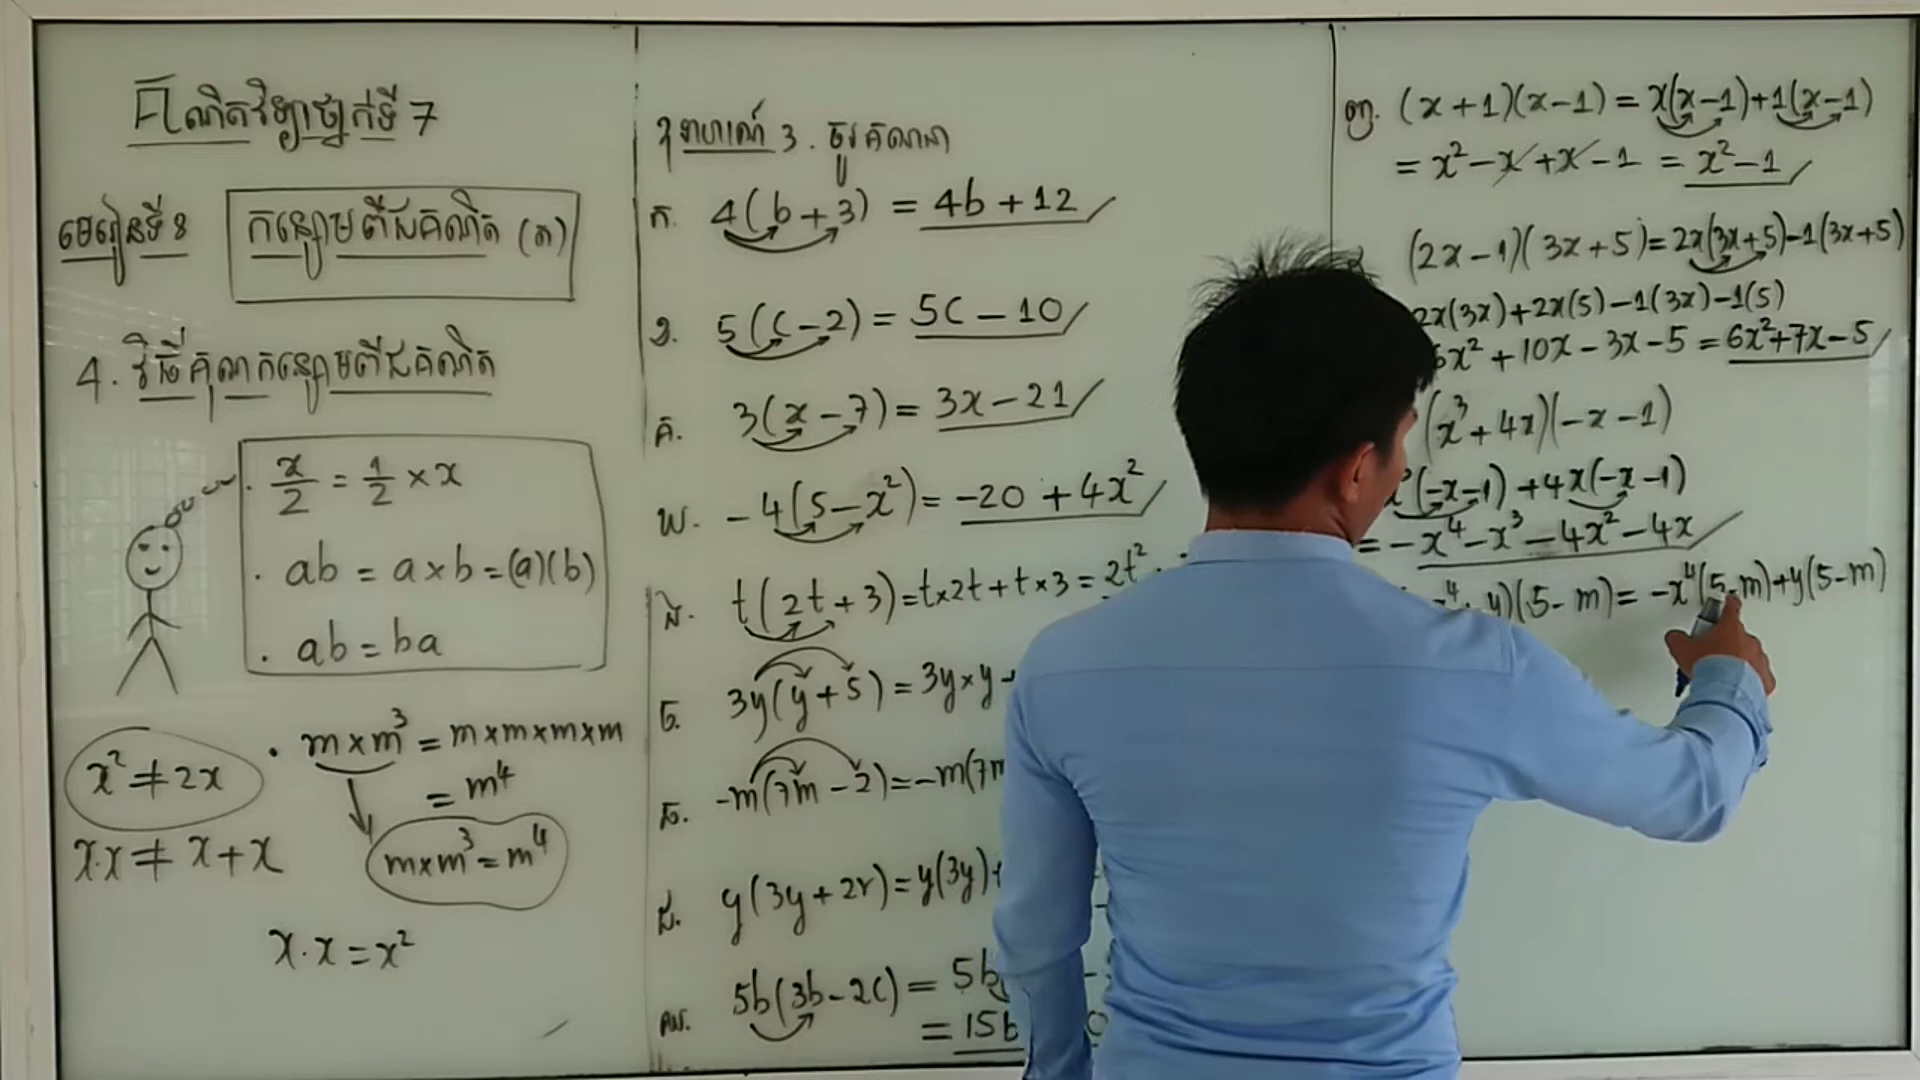 គណិតវិទ្យាថ្នាក់ទី 7
មេរៀនទី 8
កន្សោមពីជគណិត (ត)
4. វិធីគុណកន្សោមពីជគណិត
. x/2 = 1/2 × x
. ab = a×b = (a)(b)
. ab = ba
x² ≠ 2x
• m×m³ = m×m×m×m
= m⁴
m×m³ = m⁴
x.x ≠ x+x
x.x = x²
ឧទាហរណ៍ 3. ចូរគណនា
ក. 4(b+3) = 4b+12
ខ. 5(c-2) = 5c-10
គ. 3(x-7) = 3x-21
ឃ. -4(5-x²) = -20+4x²
ង. t(2t+3)=t×2t+t×3=2t²
ច. 3y(y+5) = 3y×y
ឆ. -m(7m-2)=-m(7m
ជ. y(3y+2r)=y(3y)+
ឈ. 5b(3b-2c) = 5b
= 15b
ញ. (x+1)(x-1) = x(x-1)+1(x-1)
= x²-x+x-1 = x²-1
(2x-1)(3x+5)=2x(3x+5)-1(3x+5)
2x(3x)+2x(5)-1(3x)-1(5)
6x²+10x-3x-5 = 6x²+7x-5
(x³+4x)(-x-1)
(-x-1)+4x(-x-1)
= -x⁴-x³-4x²-4x
y)(5-m) = -x⁴(5-m)+y(5-m)